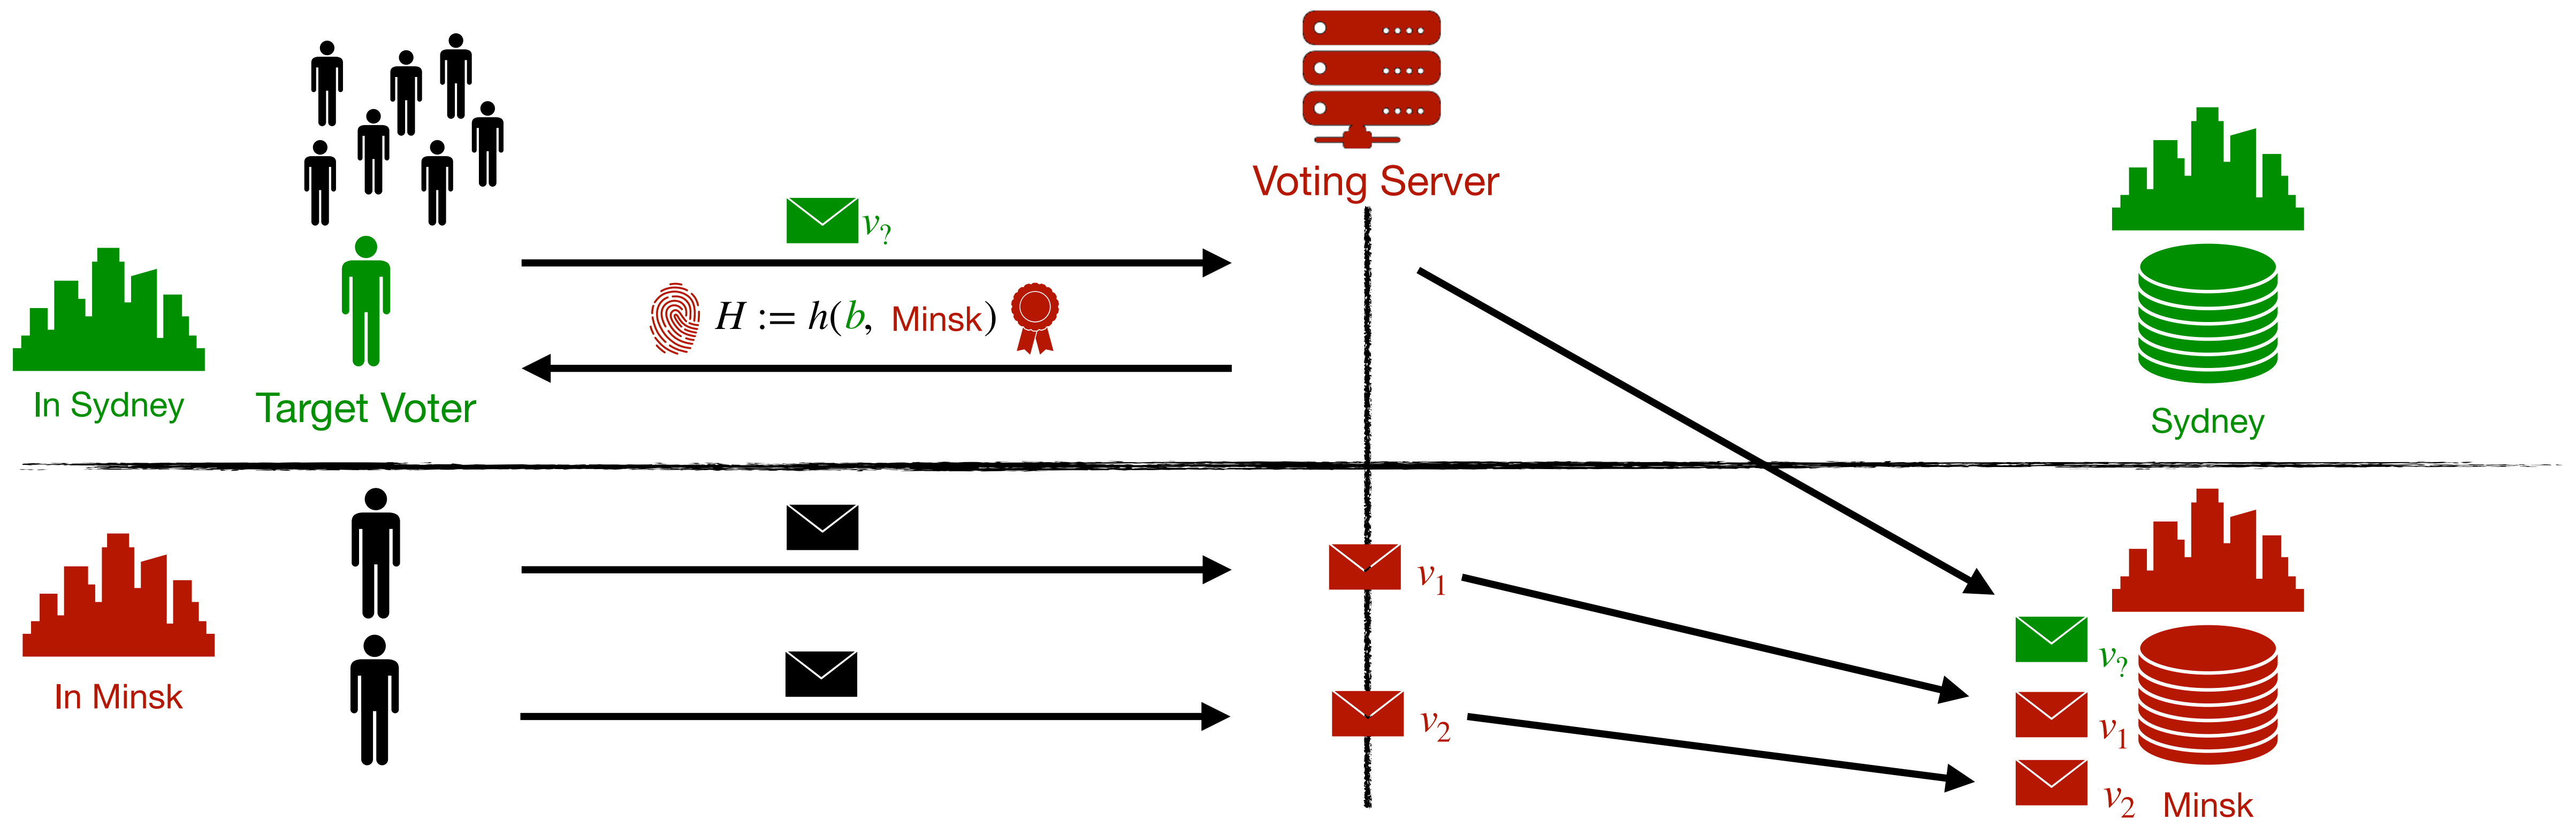 Voting Server
v?
H := h(b, Minsk)
In Sydney
Target Voter
Sydney
v1
v?
In Minsk
v2
v1
v2
Minsk